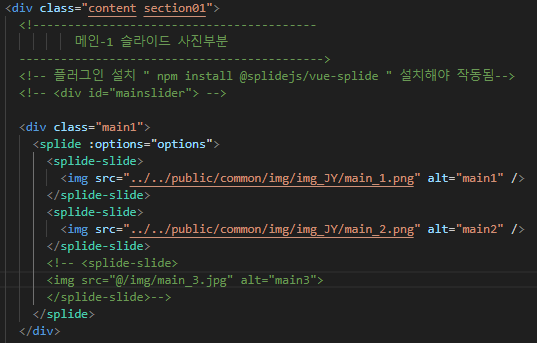 <div class="content section01">
<!----------------------------------------
메인-1 슬라이드 사진부분
------------------------------------------->
<!-- 플러그인 설치 " npm install @splidejs/vue-splide " 설치해야 작동됨-->
<!-- <div id="mainslider"> -->
<div class="main1">
<splide :options="options">
<splide-slide>
<img src="../../public/common/img/img_JY/main_1.png" alt="main1" />
</splide-slide>
<splide-slide>
<img src="../../public/common/img/img_JY/main_2.png" alt="main2" />
</splide-slide>
<!-- <splide-slide>
<img src="@/img/main_3.jpg" alt="main3">
</splide-slide>-->
</splide>
</div>